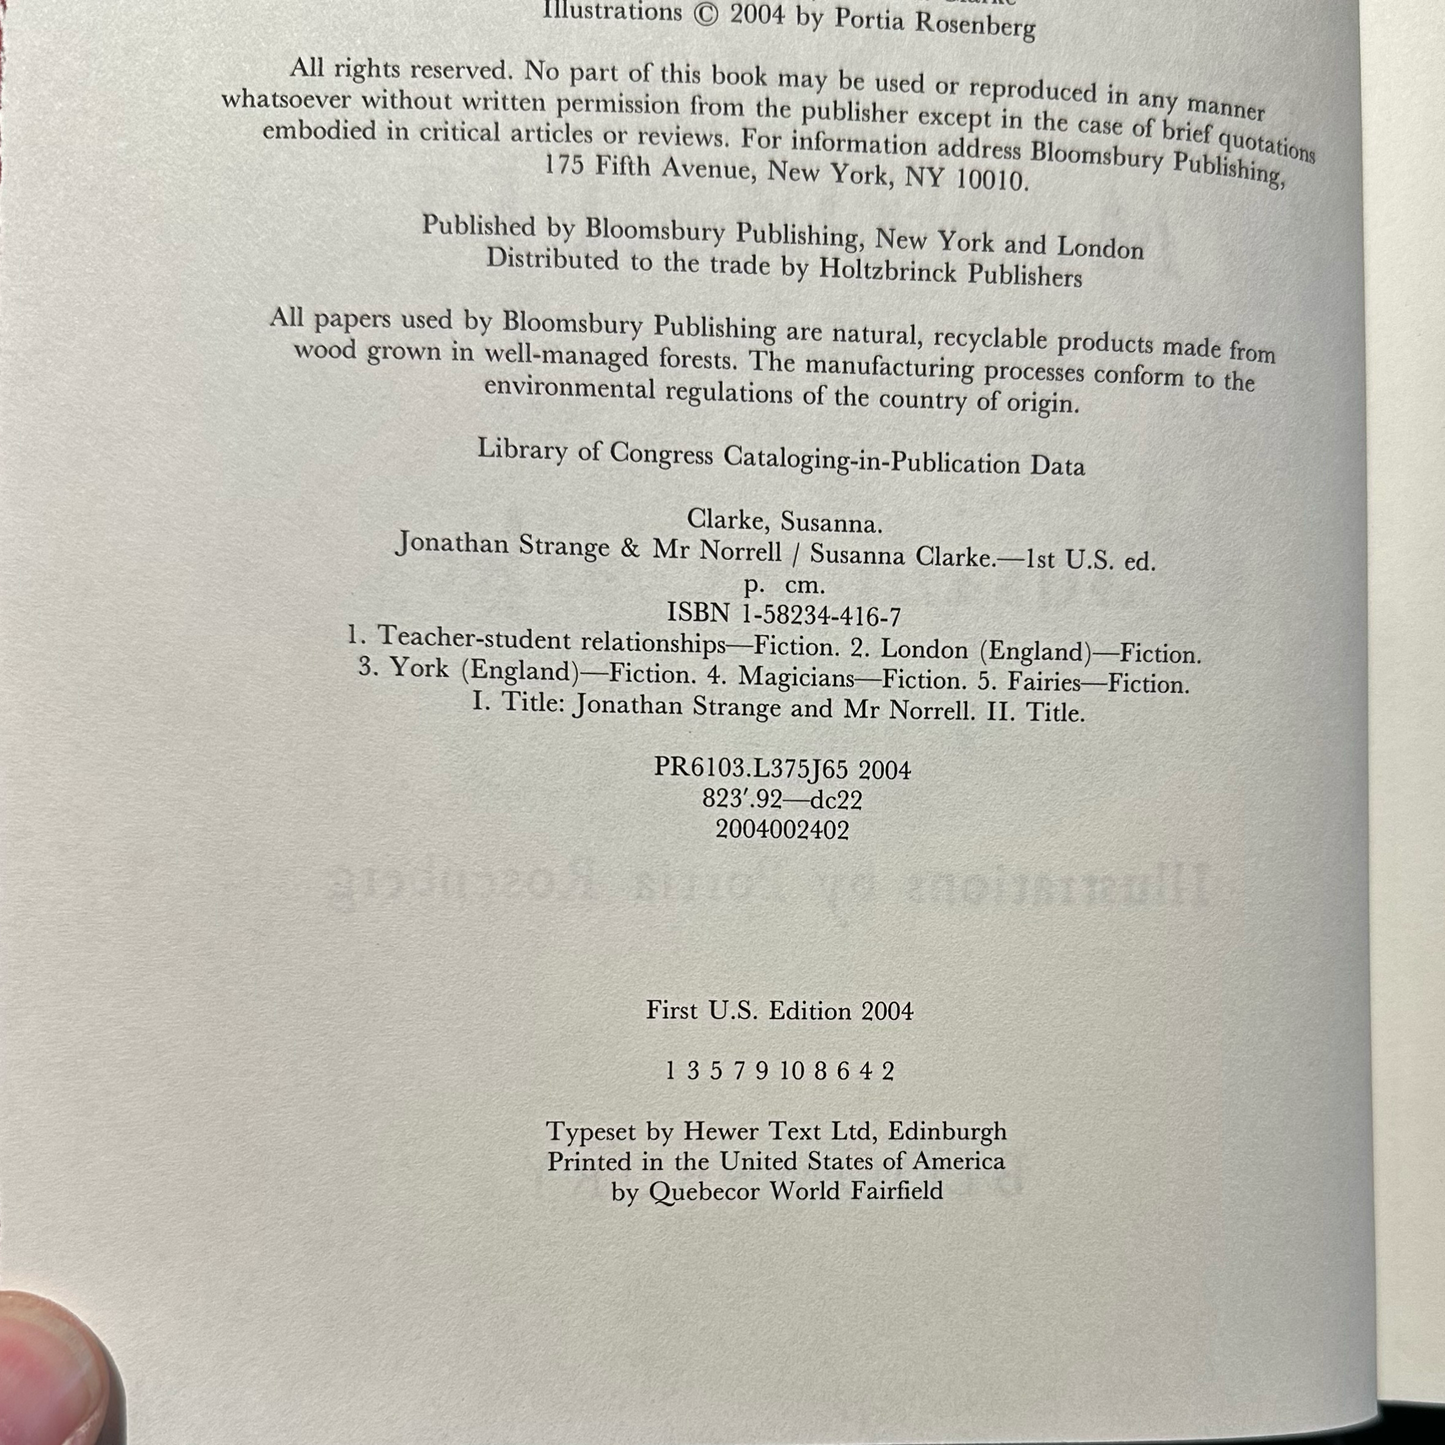 Illustrations © 2004 by Portia Rosenberg
All rights reserved. No part of this book may be used or reproduced in any manner
whatsoever without written permission from the publisher except in the case of brief quotations
embodied in critical articles or reviews. For information address Bloomsbury Publishing,
175 Fifth Avenue, New York, NY 10010.
Published by Bloomsbury Publishing, New York and London
Distributed to the trade by Holtzbrinck Publishers
All papers used by Bloomsbury Publishing are natural, recyclable products made from
wood grown in well-managed forests. The manufacturing processes conform to the
environmental regulations of the country of origin.
Library of Congress Cataloging-in-Publication Data
Clarke, Susanna.
Jonathan Strange & Mr Norrell / Susanna Clarke.—1st U.S. ed.
p. cm.
ISBN 1-58234-416-7
1. Teacher-student relationships—Fiction. 2. London (England)—Fiction.
3. York (England)—Fiction. 4. Magicians—Fiction. 5. Fairies—Fiction.
I. Title: Jonathan Strange and Mr Norrell. II. Title.
PR6103.L375J65 2004
823′.92—dc22
2004002402
Illustrations by Portia Rosenberg
First U.S. Edition 2004
1 3 5 7 9 10 8 6 4 2
Typeset by Hewer Text Ltd, Edinburgh
Printed in the United States of America
by Quebecor World Fairfield